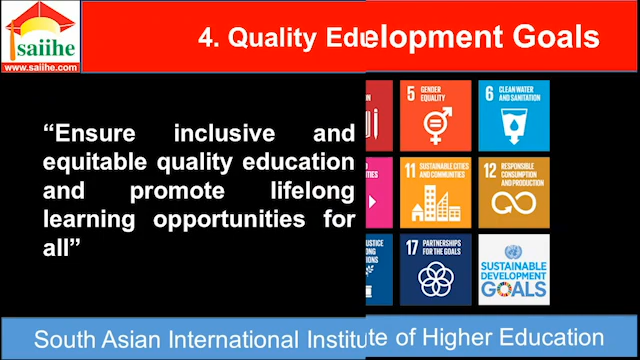 saiihe
www.saiihe.com
4. Quality Edu elopment Goals
“Ensure inclusive and
equitable quality education
and promote lifelong
learning opportunities for
all”
5 GENDER
EQUALITY
6 CLEAN WATER
AND SANITATION
11 SUSTAINABLE CITIES
AND COMMUNITIES
12 RESPONSIBLE
CONSUMPTION
AND PRODUCTION
17 PARTNERSHIPS
FOR THE GOALS
SUSTAINABLE
DEVELOPMENT
GOALS
South Asian International Institute of Higher Education